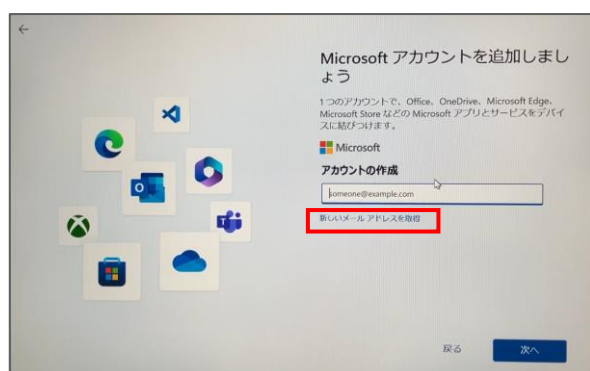 Microsoft アカウントを追加しまし
ょう
1 つのアカウントで、Office、OneDrive、Microsoft Edge、
Microsoft Store などの Microsoft アプリとサービスをデバイ
スに結びつけます。
Microsoft
アカウントの作成
someone@example.com
新しいメール アドレスを取得
戻る
次へ